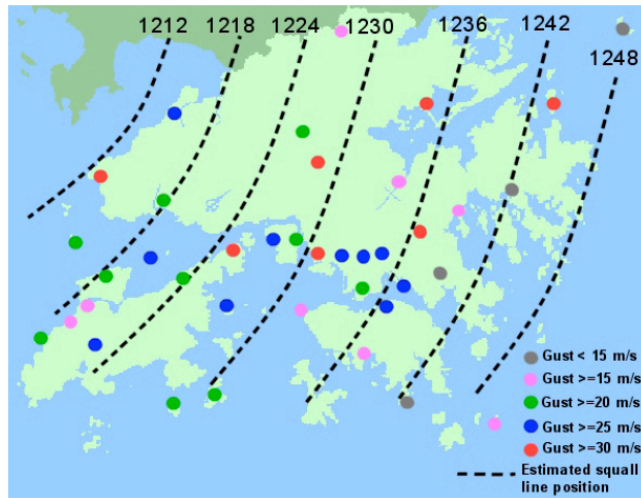 1212
1218
1224
1230
1236
1242
1248
Gust < 15 m/s
Gust >=15 m/s
Gust >=20 m/s
Gust >=25 m/s
Gust >=30 m/s
Estimated squall
line position